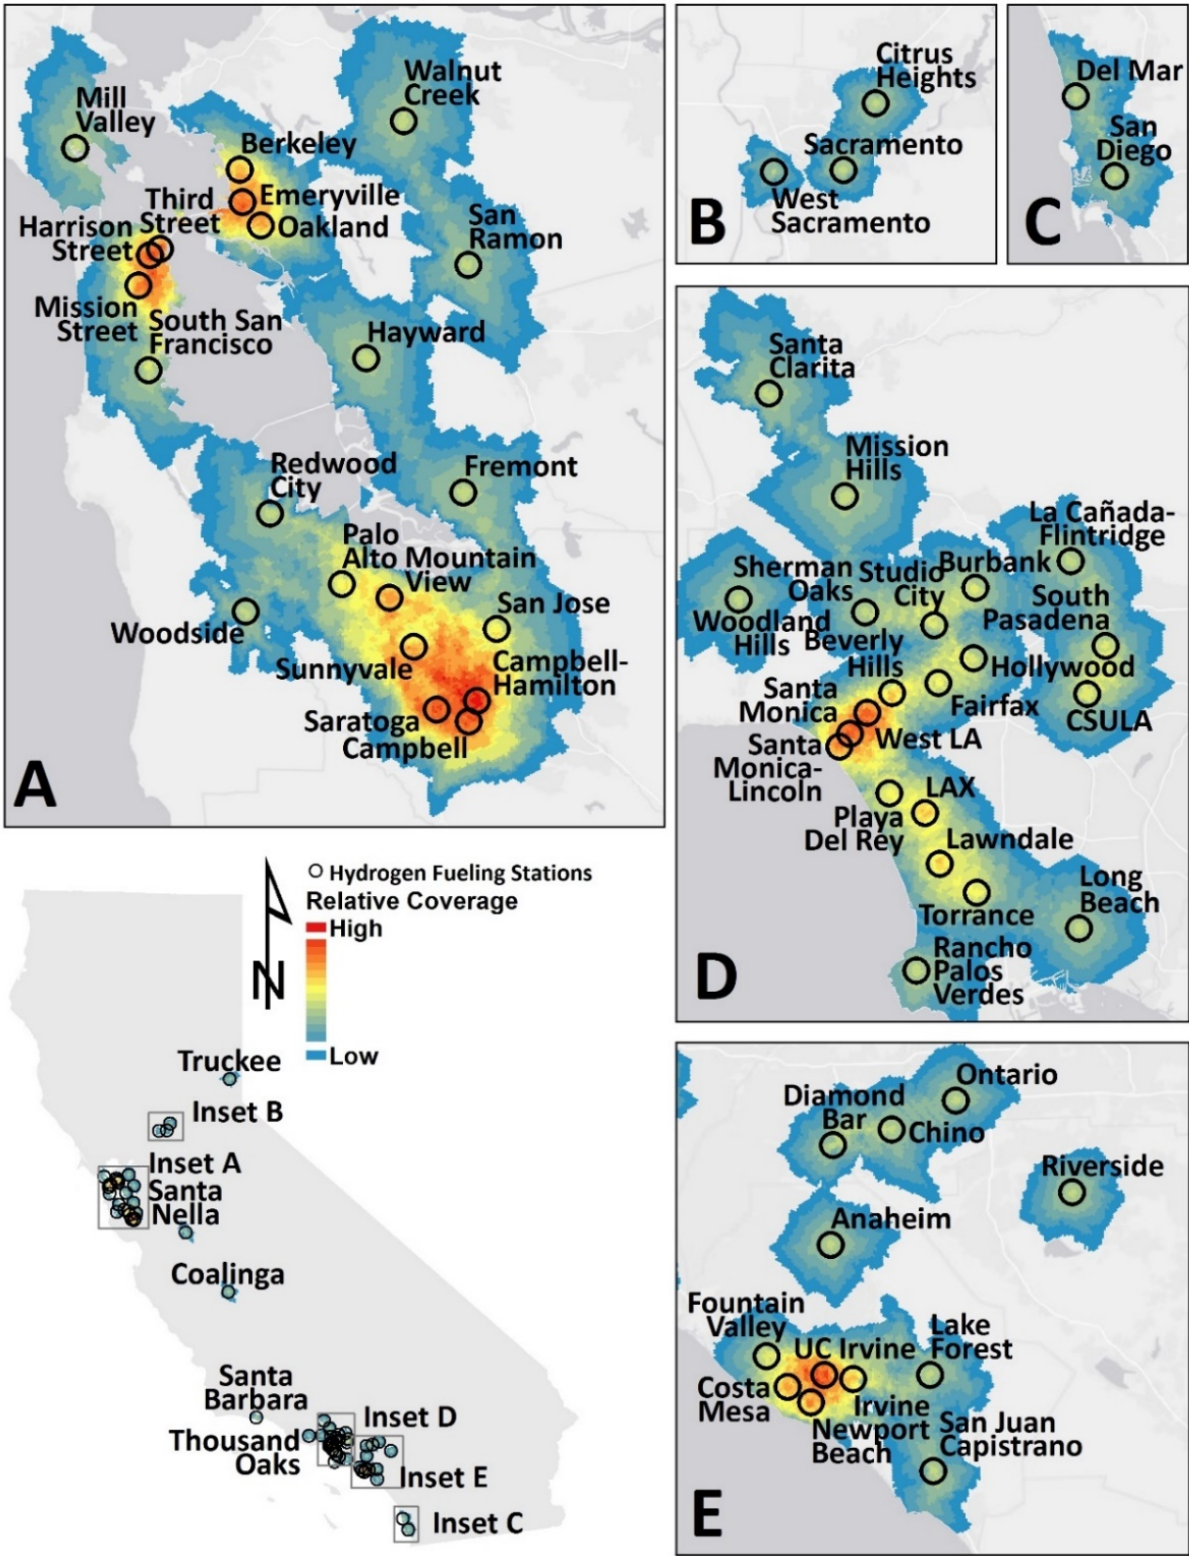 Mill
Valley
Walnut
Creek
Berkeley
Third
Street
Emeryville
Oakland
Harrison
Street
San
Ramon
Mission
Street
South San
Francisco
Hayward
Redwood
City
Fremont
Palo
Alto
Mountain
View
San Jose
Woodside
Sunnyvale
Campbell-
Hamilton
Saratoga
Campbell
A
Citrus
Heights
Sacramento
West
Sacramento
B
Del Mar
San
Diego
C
Santa
Clarita
Mission
Hills
La Cañada-
Flintridge
Sherman
Oaks
Studio
City
Burbank
South
Pasadena
Woodland
Hills
Beverly
Hills
Hollywood
Santa
Monica
Fairfax
CSULA
West LA
Santa
Monica-
Lincoln
LAX
Playa
Del Rey
Lawndale
Torrance
Long
Beach
Rancho
Palos
Verdes
D
N
Hydrogen Fueling Stations
Relative Coverage
High
Low
Truckee
Inset B
Inset A
Santa
Nella
Coalinga
Santa
Barbara
Thousand
Oaks
Inset D
Inset E
Inset C
Ontario
Diamond
Bar
Chino
Riverside
Anaheim
Fountain
Valley
UC Irvine
Lake
Forest
Costa
Mesa
Irvine
Newport
Beach
San Juan
Capistrano
E